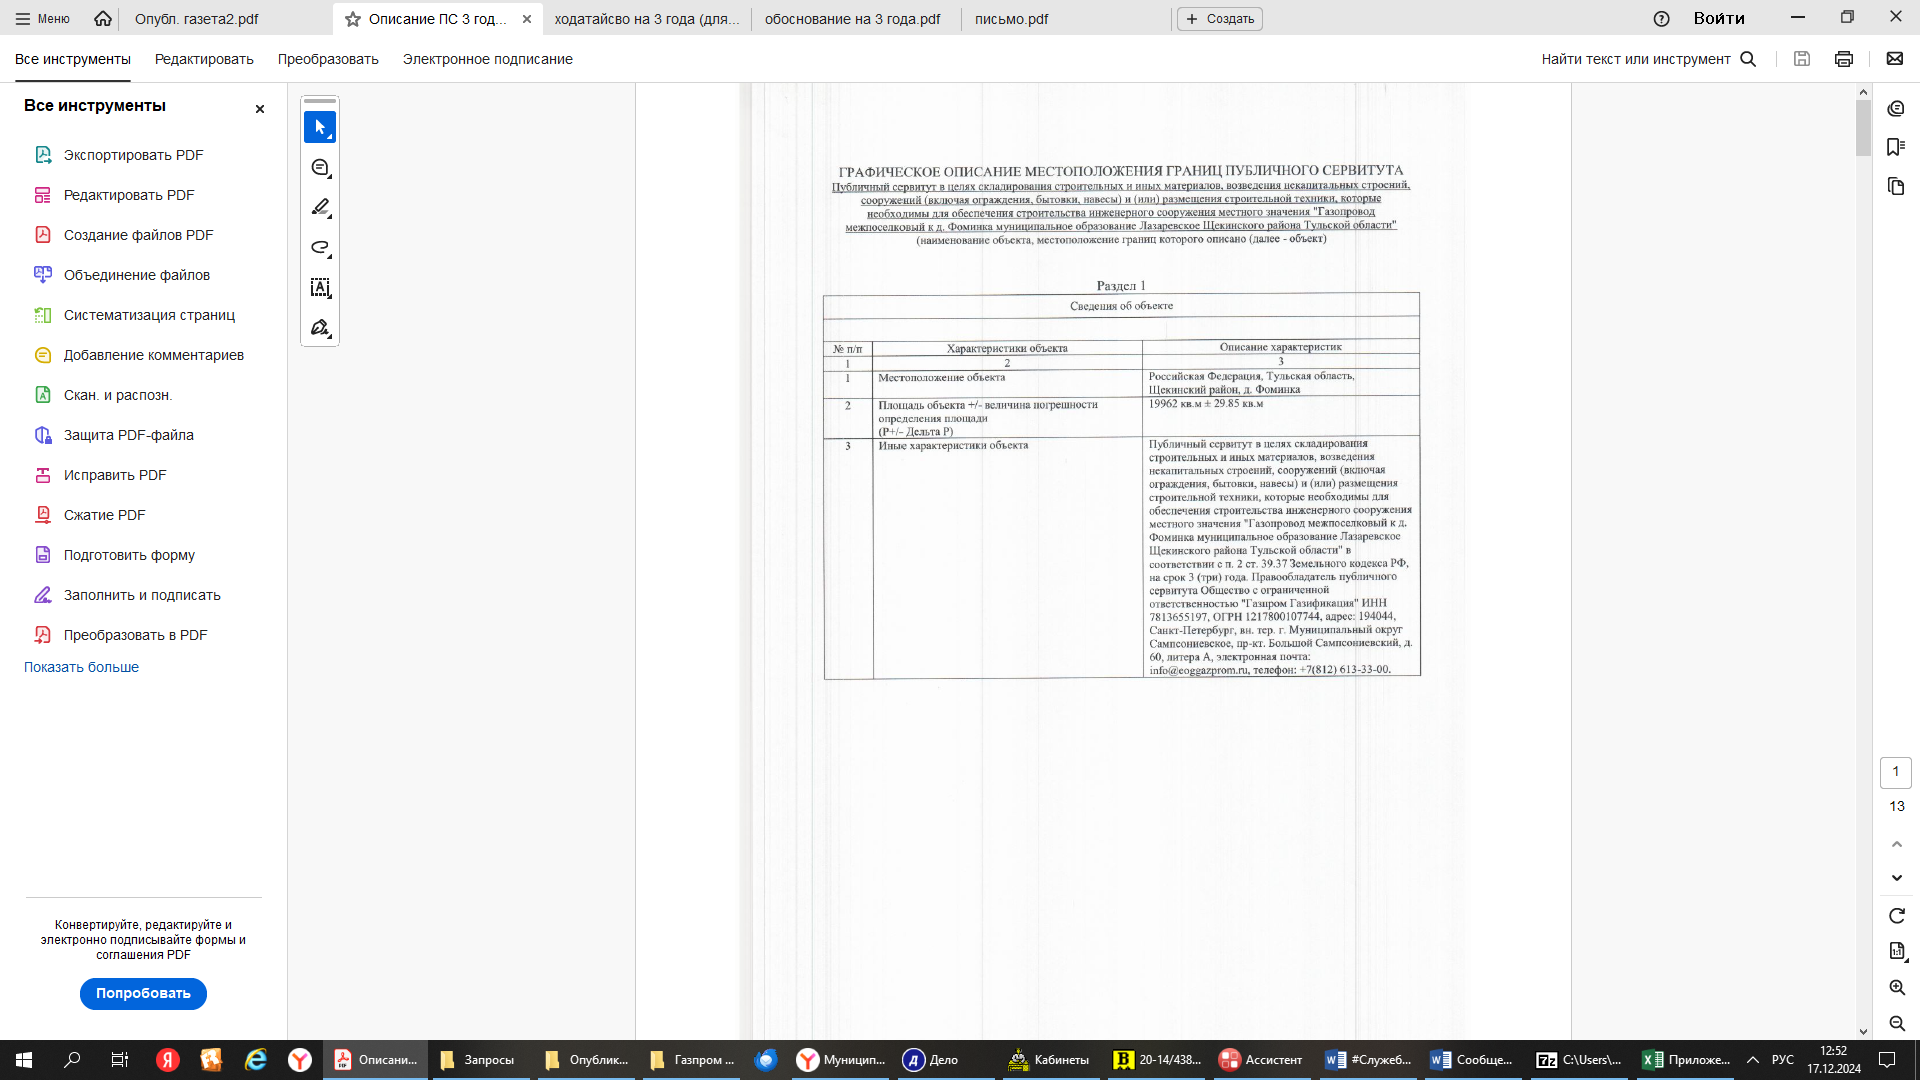 Меню
Опубл. газета2.pdf
Описание ПС 3 год...
ходатайсво на 3 года (для...
обоснование на 3 года.pdf
письмо.pdf
Создать
Войти
Все инструменты
Редактировать
Преобразовать
Электронное подписание
Найти текст или инструмент
Все инструменты
Экспортировать PDF
Редактировать PDF
Создание файлов PDF
Объединение файлов
Систематизация страниц
Добавление комментариев
Скан. и распозн.
Защита PDF-файла
Исправить PDF
Сжатие PDF
Подготовить форму
Заполнить и подписать
Преобразовать в PDF
Показать больше
Конвертируйте, редактируйте и
электронно подписывайте формы и
соглашения PDF
Попробовать
ГРАФИЧЕСКОЕ ОПИСАНИЕ МЕСТОПОЛОЖЕНИЯ ГРАНИЦ ПУБЛИЧНОГО СЕРВИТУТА
Публичный сервитут в целях складирования строительных и иных материалов, возведения некапитальных строений,
сооружений (включая ограждения, бытовки, навесы) и (или) размещения строительной техники, которые
необходимы для обеспечения строительства инженерного сооружения местного значения "Газопровод
межпоселковый к д. Фоминка муниципальное образование Лазаревское Щекинского района Тульской области"
(наименование объекта, местоположение границ которого описано (далее - объект)
Раздел 1
Сведения об объекте
№ п/п
Характеристики объекта
Описание характеристик
1
2
3
1
Местоположение объекта
Российская Федерация, Тульская область,
Щекинский район, д. Фоминка
2
Площадь объекта +/- величина погрешности
определения площади
(P+/- Дельта P)
19962 кв.м ± 29.85 кв.м
3
Иные характеристики объекта
Публичный сервитут в целях складирования
строительных и иных материалов, возведения
некапитальных строений, сооружений (включая
ограждения, бытовки, навесы) и (или) размещения
строительной техники, которые необходимы для
обеспечения строительства инженерного сооружения
местного значения "Газопровод межпоселковый к д.
Фоминка муниципальное образование Лазаревское
Щекинского района Тульской области" в
соответствии с п. 2 ст. 39.37 Земельного кодекса РФ,
на срок 3 (три) года. Правообладатель публичного
сервитута Общество с ограниченной
ответственностью "Газпром Газификация" ИНН
7813655197, ОГРН 1217800107744, адрес: 194044,
Санкт-Петербург, вн. тер. г. Муниципальный округ
Сампсониевское, пр-кт. Большой Сампсониевский, д.
60, литера А, электронная почта:
info@eoggazprom.ru, телефон: +7(812) 613-33-00.
1
13
Описани...
Запросы
Опублик...
Газпром ...
Муницип...
Дело
Кабинеты
20-14/438...
Ассистент
#Служеб...
Сообще...
C:\Users\...
Приложе...
РУС
12:52
17.12.2024